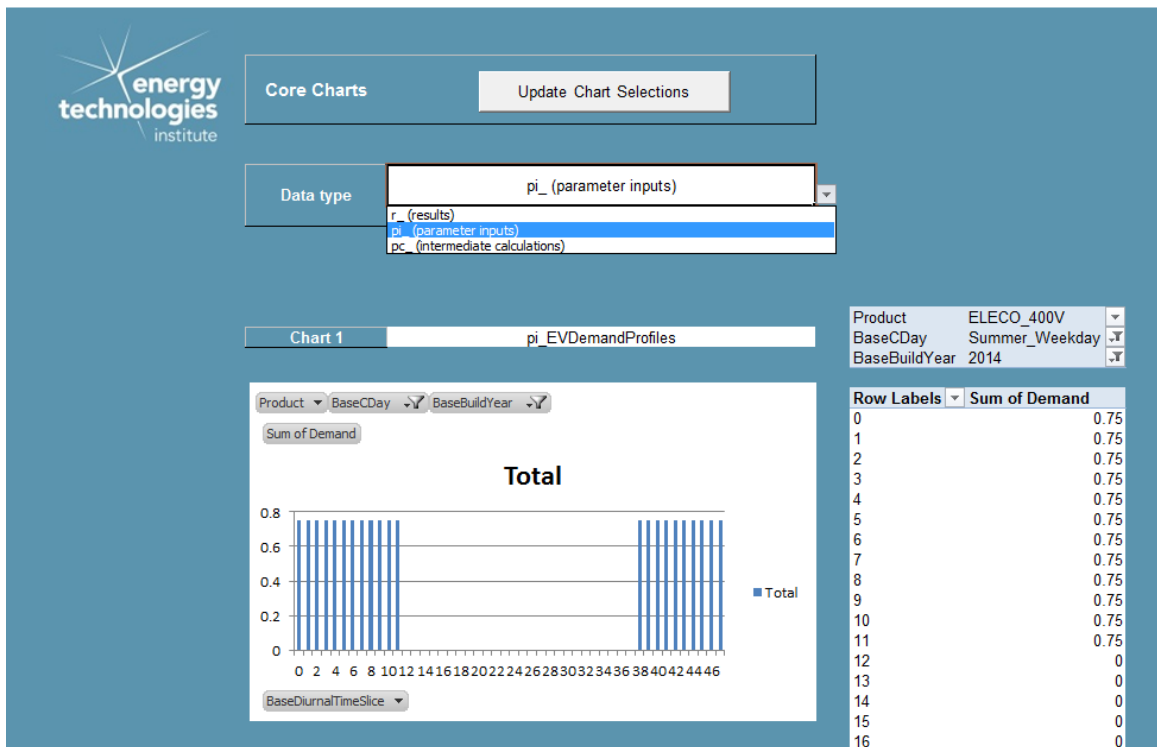 energy
technologies
institute
Core Charts
Update Chart Selections
Data type
pi_ (parameter inputs)
r_ (results)
pi_ (parameter inputs)
pc_ (intermediate calculations)
Chart 1
pi_EVDemandProfiles
Product BaseCDay BaseBuildYear
Sum of Demand
Total
0.8
0.6
0.4
0.2
0
0 2 4 6 8 10 12 14 16 18 20 22 24 26 28 30 32 34 36 38 40 42 44 46
Total
BaseDiurnalTimeSlice
Product ELECO_400V
BaseCDay Summer_Weekday
BaseBuildYear 2014
Row Labels Sum of Demand
0 0.75
1 0.75
2 0.75
3 0.75
4 0.75
5 0.75
6 0.75
7 0.75
8 0.75
9 0.75
10 0.75
11 0.75
12 0
13 0
14 0
15 0
16 0